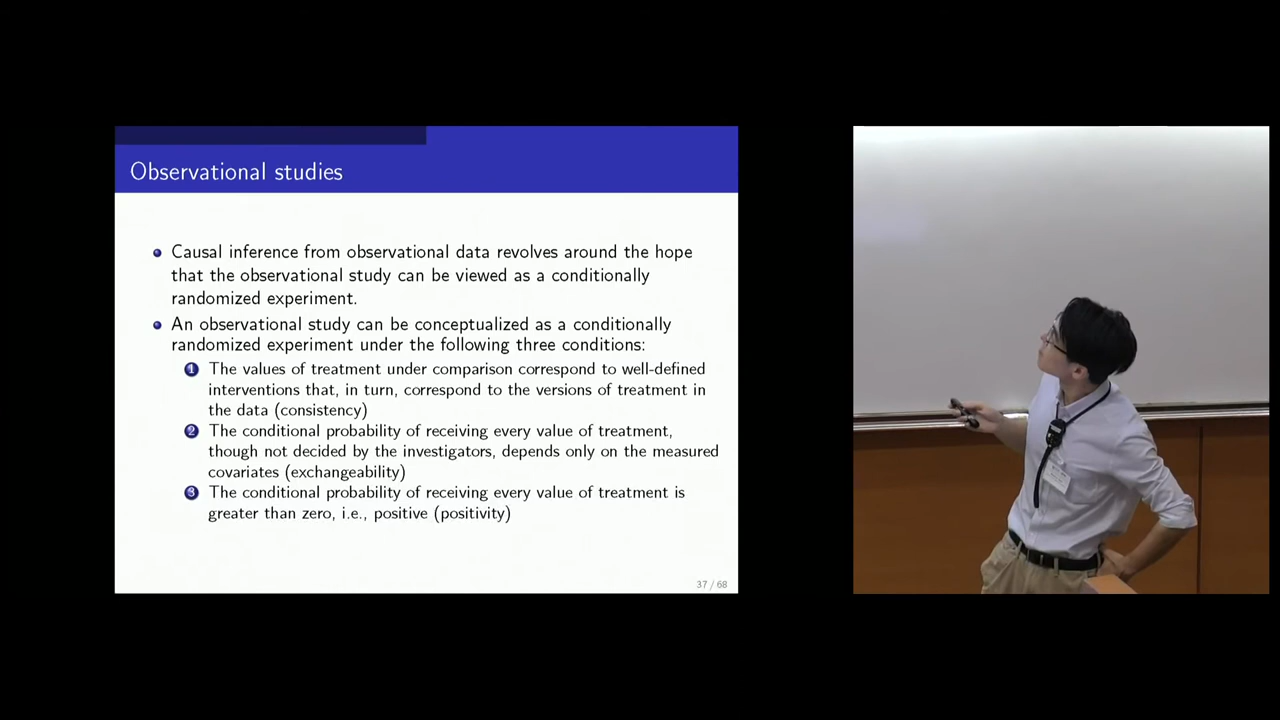 Observational studies
Causal inference from observational data revolves around the hope
that the observational study can be viewed as a conditionally
randomized experiment.
An observational study can be conceptualized as a conditionally
randomized experiment under the following three conditions:
1 The values of treatment under comparison correspond to well-defined
interventions that, in turn, correspond to the versions of treatment in
the data (consistency)
2 The conditional probability of receiving every value of treatment,
though not decided by the investigators, depends only on the measured
covariates (exchangeability)
3 The conditional probability of receiving every value of treatment is
greater than zero, i.e., positive (positivity)
37 / 68